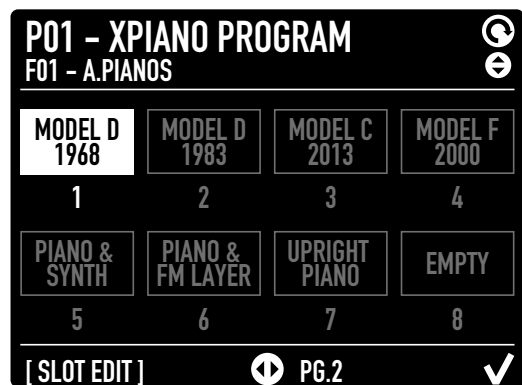 P01 - XPIANO PROGRAM
F01 - A.PIANOS
MODEL D
1968
MODEL D
1983
MODEL C
2013
MODEL F
2000
1
2
3
4
PIANO &
SYNTH
PIANO &
FM LAYER
UPRIGHT
PIANO
EMPTY
5
6
7
8
[ SLOT EDIT ]
PG.2